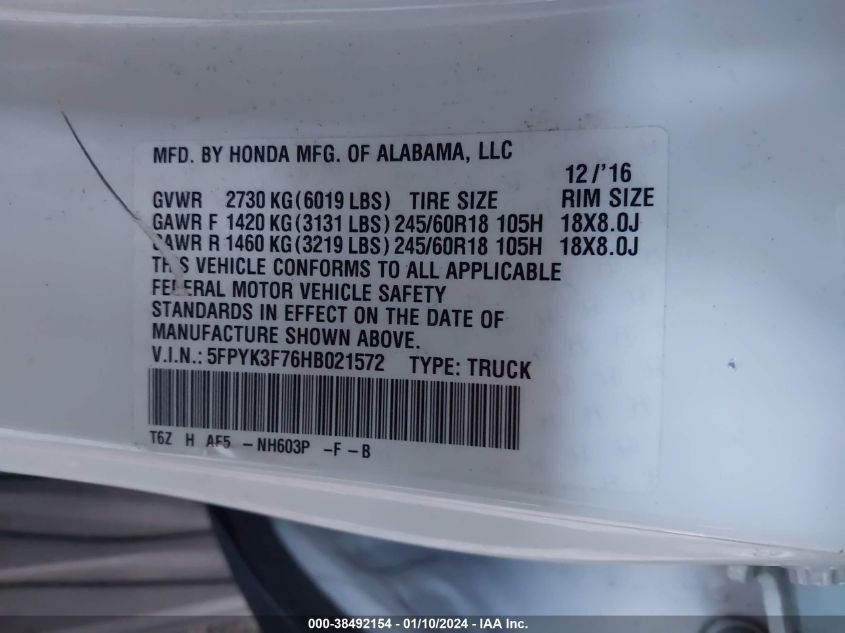 MFD. BY HONDA MFG. OF ALABAMA, LLC
12/'16
GVWR 2730 KG(6019 LBS) TIRE SIZE RIM SIZE
GAWR F 1420 KG(3131 LBS) 245/60R18 105H 18X8.0J
GAWR R 1460 KG(3219 LBS) 245/60R18 105H 18X8.0J
THIS VEHICLE CONFORMS TO ALL APPLICABLE
FEDERAL MOTOR VEHICLE SAFETY
STANDARDS IN EFFECT ON THE DATE OF
MANUFACTURE SHOWN ABOVE.
V.I.N.: 5FPYK3F76HB021572 TYPE: TRUCK
T6Z H AF5 -NH603P -F-B
000-38492154 - 01/10/2024 - 1STU STU